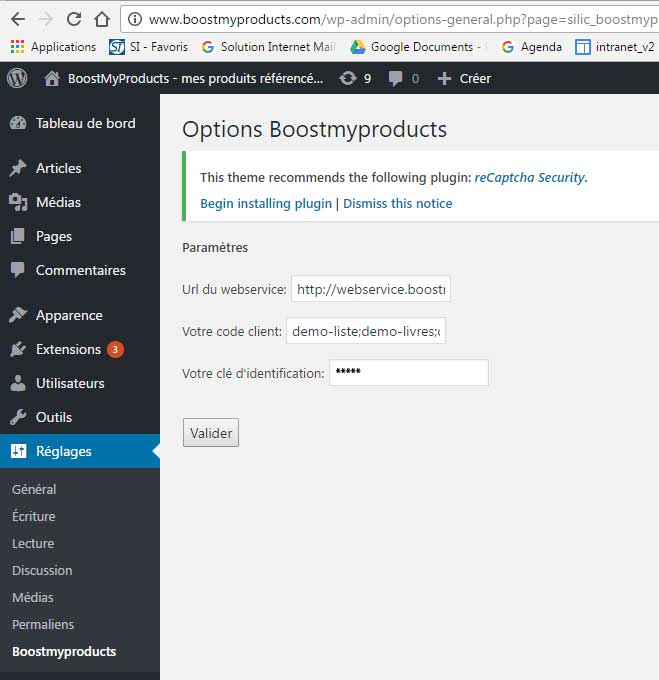 www.boostmyproducts.com/wp-admin/options-general.php?page=silic_boostmyp
Applications SI - Favoris Solution Internet Mail Google Documents - Agenda intranet_v2
BoostMyProducts - mes produits référencé... 9 0 Créer
Tableau de bord
Articles
Médias
Pages
Commentaires
Apparence
Extensions 3
Utilisateurs
Outils
Réglages
Général
Écriture
Lecture
Discussion
Médias
Permaliens
Boostmyproducts
Options Boostmyproducts
This theme recommends the following plugin: reCaptcha Security.
Begin installing plugin | Dismiss this notice
Paramètres
Url du webservice: http://webservice.boostr
Votre code client: demo-liste;demo-livres;
Votre clé d'identification: *****
Valider